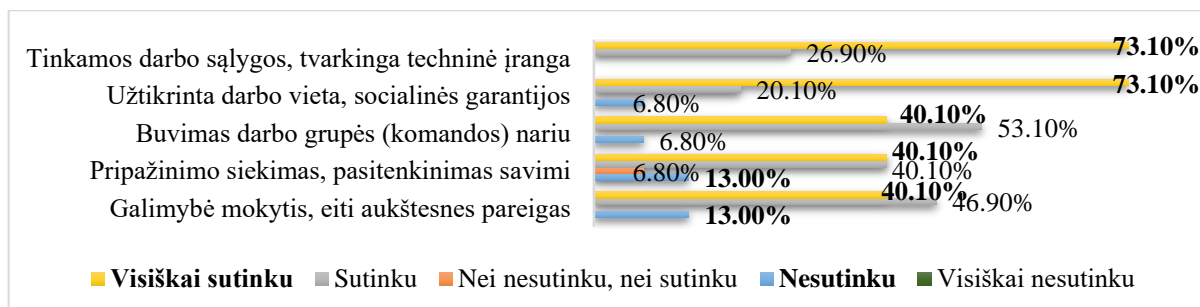 Tinkamos darbo sąlygos, tvarkinga techninė įranga
73.10%
26.90%
Užtikrinta darbo vieta, socialinės garantijos
73.10%
20.10%
6.80%
Buvimas darbo grupės (komandos) nariu
40.10%
53.10%
6.80%
Pripažinimo siekimas, pasitenkinimas savimi
40.10%
40.10%
6.80%
13.00%
Galimybė mokytis, eiti aukštesnes pareigas
40.10%
46.90%
13.00%
Visiškai sutinku Sutinku Nei nesutinku, nei sutinku Nesutinku Visiškai nesutinku